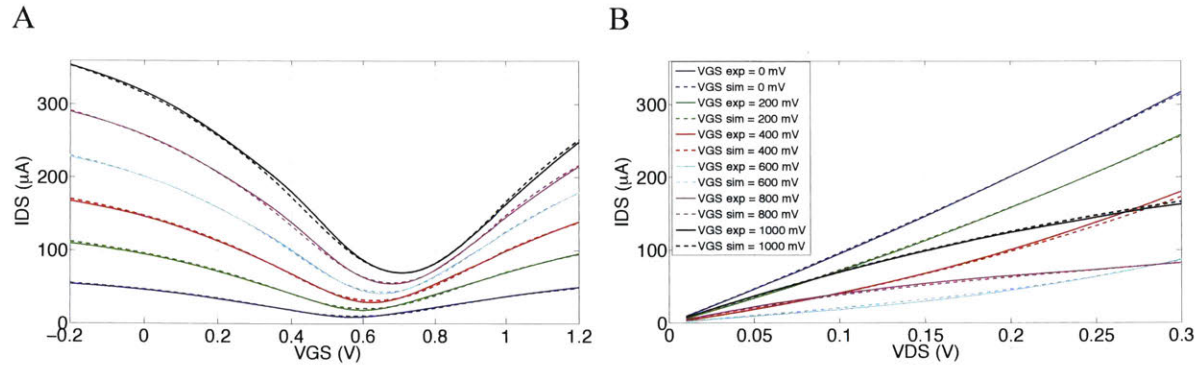 A
B
IDS (µA)
300
200
100
0
−0.2
0
0.2
0.4
0.6
0.8
1
1.2
VGS (V)
IDS (µA)
300
200
100
0
VGS exp = 0 mV
VGS sim = 0 mV
VGS exp = 200 mV
VGS sim = 200 mV
VGS exp = 400 mV
VGS sim = 400 mV
VGS exp = 600 mV
VGS sim = 600 mV
VGS exp = 800 mV
VGS sim = 800 mV
VGS exp = 1000 mV
VGS sim = 1000 mV
0
0.05
0.1
0.15
0.2
0.25
0.3
VDS (V)